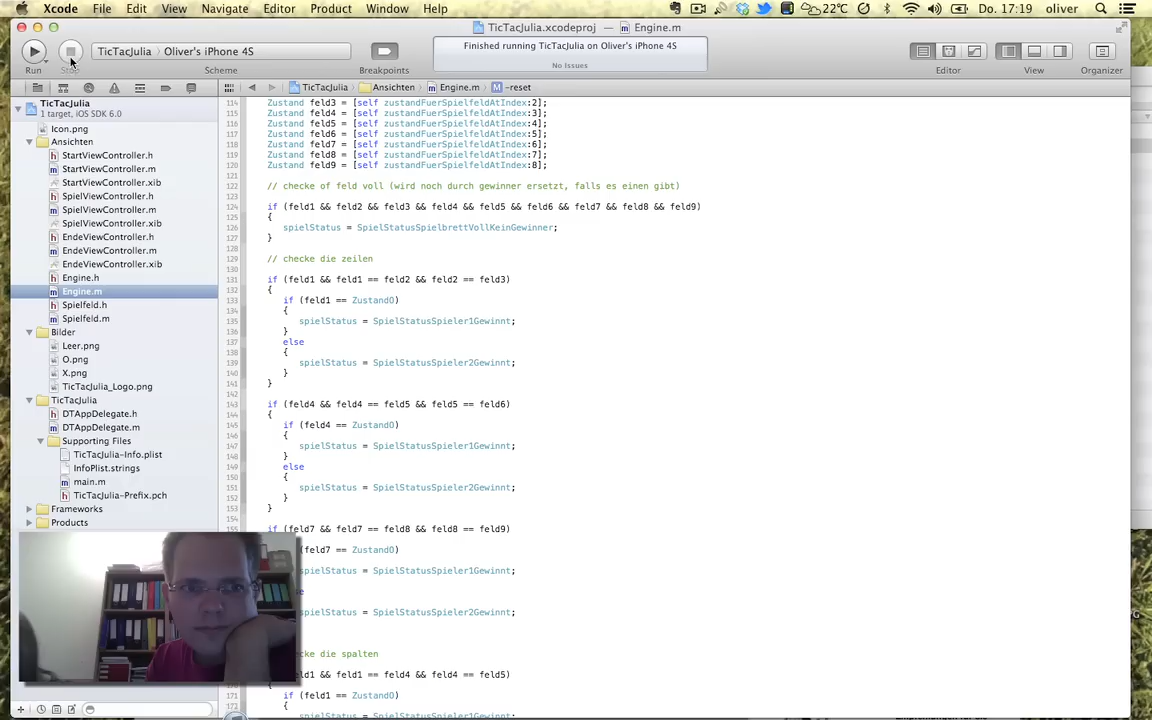 Xcode File Edit View Navigate Editor Product Window Help 22°C Do. 17:19 oliver
TicTacJulia.xcodeproj — Engine.m
TicTacJulia Oliver's iPhone 4S
Finished running TicTacJulia on Oliver's iPhone 4S
No Issues
Run Stop Scheme Breakpoints Editor View Organizer
TicTacJulia Ansichten Engine.m -reset
TicTacJulia
1 target, iOS SDK 6.0
Icon.png
Ansichten
StartViewController.h
StartViewController.m
StartViewController.xib
SpielViewController.h
SpielViewController.m
SpielViewController.xib
EndeViewController.h
EndeViewController.m
EndeViewController.xib
Engine.h
Engine.m
Spielfeld.h
Spielfeld.m
Bilder
Leer.png
O.png
X.png
TicTacJulia_Logo.png
TicTacJulia
DTAppDelegate.h
DTAppDelegate.m
Supporting Files
TicTacJulia-Info.plist
InfoPlist.strings
main.m
TicTacJulia-Prefix.pch
Frameworks
Products
114 Zustand feld3 = [self zustandFuerSpielfeldAtIndex:2];
115 Zustand feld4 = [self zustandFuerSpielfeldAtIndex:3];
116 Zustand feld5 = [self zustandFuerSpielfeldAtIndex:4];
117 Zustand feld6 = [self zustandFuerSpielfeldAtIndex:5];
118 Zustand feld7 = [self zustandFuerSpielfeldAtIndex:6];
119 Zustand feld8 = [self zustandFuerSpielfeldAtIndex:7];
120 Zustand feld9 = [self zustandFuerSpielfeldAtIndex:8];
121
122 // checke of feld voll (wird noch durch gewinner ersetzt, falls es einen gibt)
123
124 if (feld1 && feld2 && feld3 && feld4 && feld5 && feld6 && feld7 && feld8 && feld9)
125 {
126 spielStatus = SpielStatusSpielbrettVollKeinGewinner;
127 }
128
129 // checke die zeilen
130
131 if (feld1 && feld1 == feld2 && feld2 == feld3)
132 {
133 if (feld1 == ZustandO)
134 {
135 spielStatus = SpielStatusSpieler1Gewinnt;
136 }
137 else
138 {
139 spielStatus = SpielStatusSpieler2Gewinnt;
140 }
141 }
142
143 if (feld4 && feld4 == feld5 && feld5 == feld6)
144 {
145 if (feld4 == ZustandO)
146 {
147 spielStatus = SpielStatusSpieler1Gewinnt;
148 }
149 else
150 {
151 spielStatus = SpielStatusSpieler2Gewinnt;
152 }
153 }
154
155 if (feld7 && feld7 == feld8 && feld8 == feld9)
(feld7 == ZustandO)
spielStatus = SpielStatusSpieler1Gewinnt;
se
spielStatus = SpielStatusSpieler2Gewinnt;
cke die spalten
ld1 && feld1 == feld4 && feld4 == feld5)
171 if (feld1 == ZustandO)
172 {
spielStatus = SpielStatusSpieler1Gewinnt;